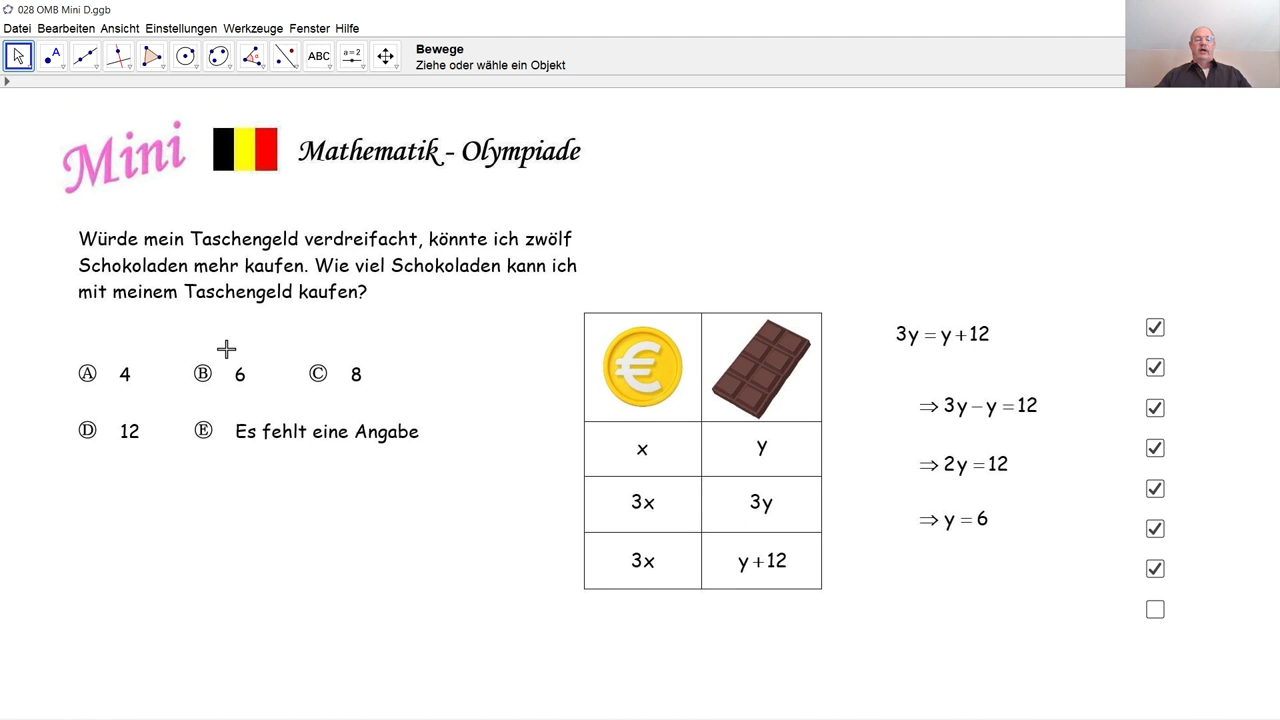 028 OMB Mini D.ggb
Datei Bearbeiten Ansicht Einstellungen Werkzeuge Fenster Hilfe
A ABC a=2 Bewege
Ziehe oder wähle ein Objekt
Mini Mathematik - Olympiade
Würde mein Taschengeld verdreifacht, könnte ich zwölf
Schokoladen mehr kaufen. Wie viel Schokoladen kann ich
mit meinem Taschengeld kaufen?
Ⓐ 4 Ⓑ 6 Ⓒ 8
Ⓓ 12 Ⓔ Es fehlt eine Angabe
€
x y
3x 3y
3x y+12
3y = y+12
⇒ 3y − y = 12
⇒ 2y = 12
⇒ y = 6